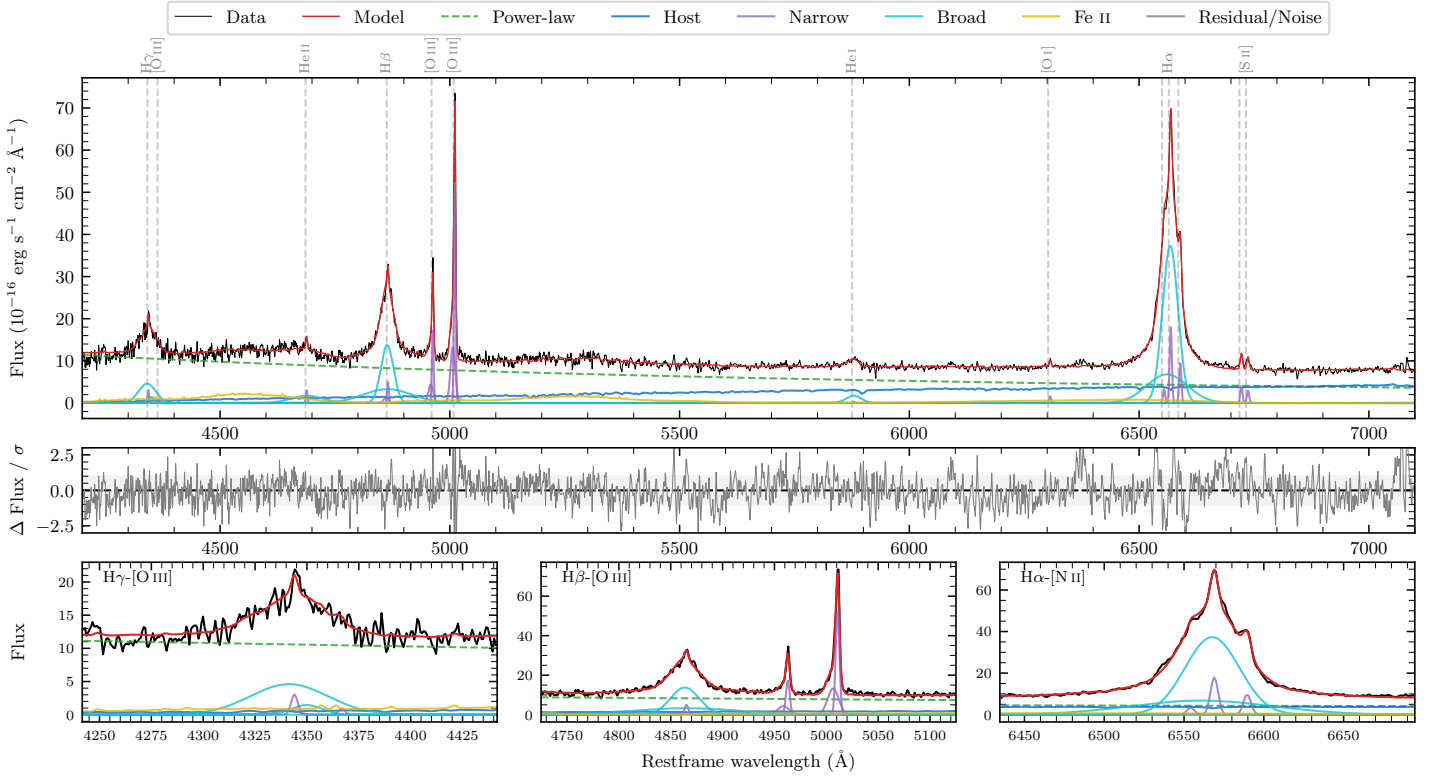 Data Model Power-law Host Narrow Broad Fe II Residual/Noise
Hγ [O III] He II Hβ [O III] [O III] He I [O I] Hα [S II]
Flux (10⁻¹⁶ erg s⁻¹ cm⁻² Å⁻¹)
70
60
50
40
30
20
10
0
4500 5000 5500 6000 6500 7000
Δ Flux / σ
2.5
0.0
−2.5
4500 5000 5500 6000 6500 7000
Flux
Hγ-[O III]
20
15
10
5
0
4250 4275 4300 4325 4350 4375 4400 4425
Hβ-[O III]
60
40
20
0
4750 4800 4850 4900 4950 5000 5050 5100
Hα-[N II]
60
40
20
0
6450 6500 6550 6600 6650
Restframe wavelength (Å)